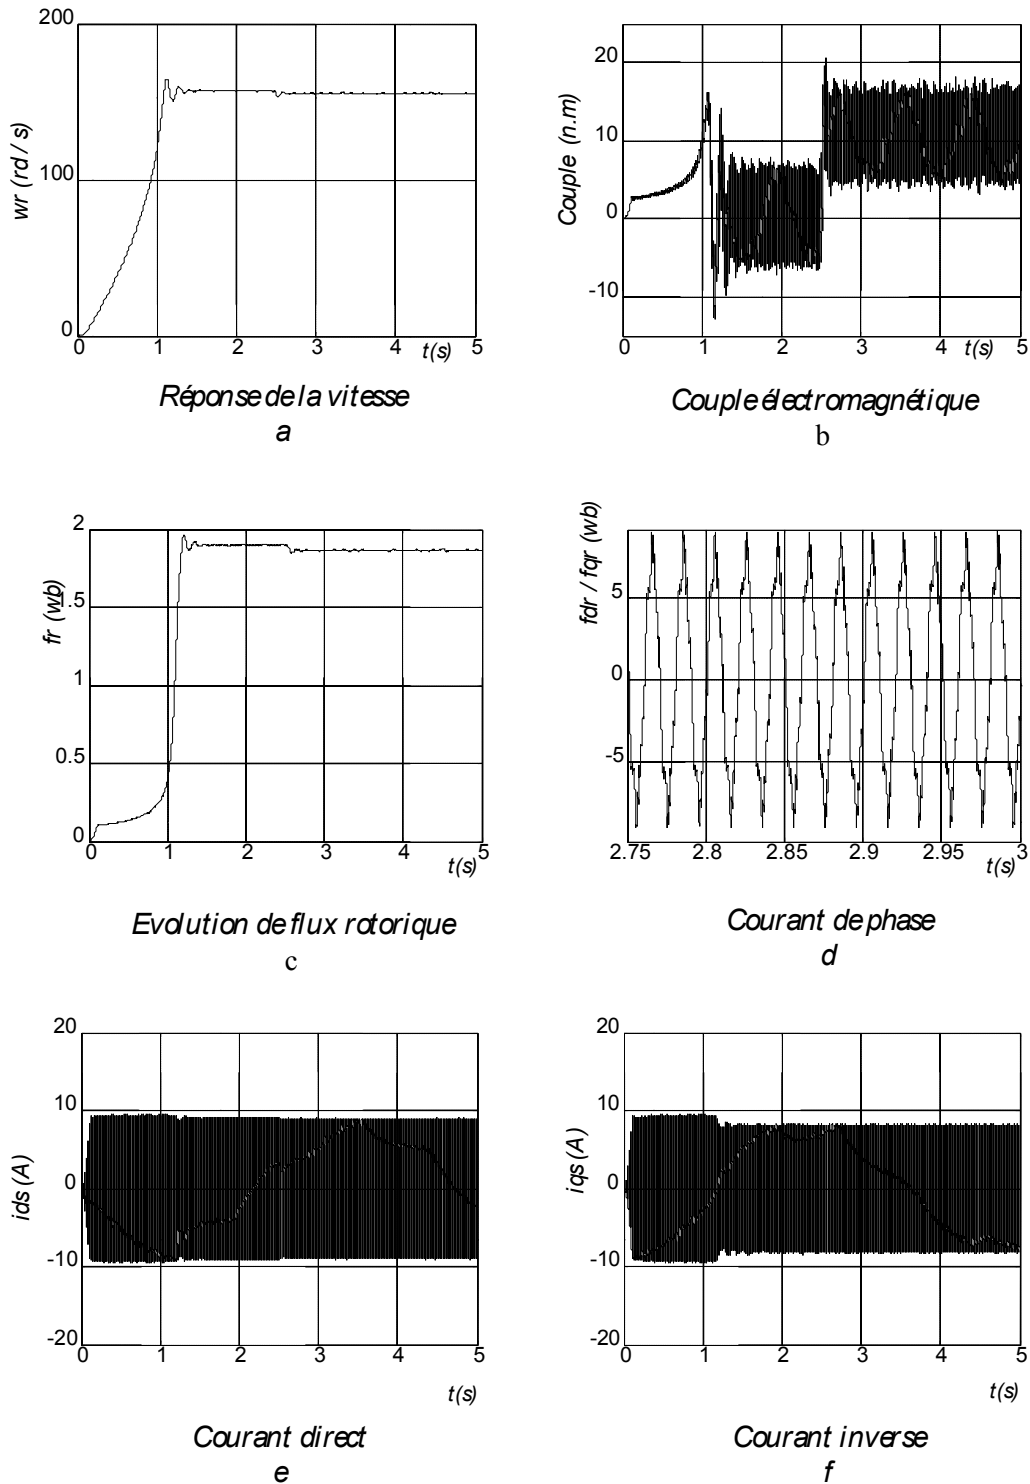 200
100
0
wr (rd / s)
0 1 2 3 4 5
t(s)
Réponse de la vitesse
a
20
10
0
-10
Couple (n.m)
0 1 2 3 4 5
t(s)
Couple électromagnétique
b
2
1.5
1
0.5
0
fr (wb)
0 1 2 3 4 5
t(s)
Evolution de flux rotorique
c
5
0
-5
fdr / fqr (wb)
2.75 2.8 2.85 2.9 2.95 3
t(s)
Courant de phase
d
20
10
0
-10
-20
ids (A)
0 1 2 3 4 5
t(s)
Courant direct
e
20
10
0
-10
-20
iqs (A)
0 1 2 3 4 5
t(s)
Courant inverse
f